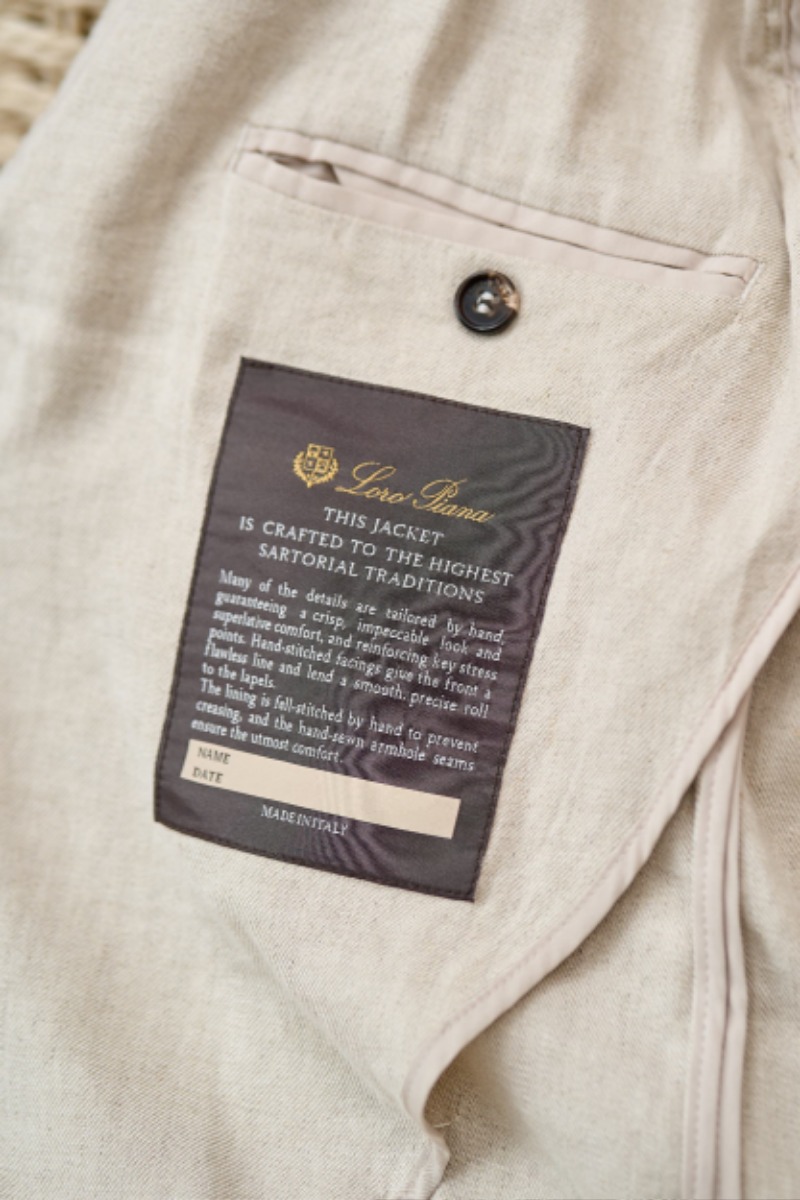 Loro Piana
THIS JACKET
IS CRAFTED TO THE HIGHEST
SARTORIAL TRADITIONS
Many of the details are tailored by hand,
guaranteeing a crisp, impeccable look and
superlative comfort, and reinforcing key stress
points. Hand-stitched facings give the front a
flawless line and lend a smooth, precise roll
to the lapels.
The lining is fell-stitched by hand to prevent
creasing, and the hand-sewn armhole seams
ensure the utmost comfort.
NAME
DATE
MADE IN ITALY